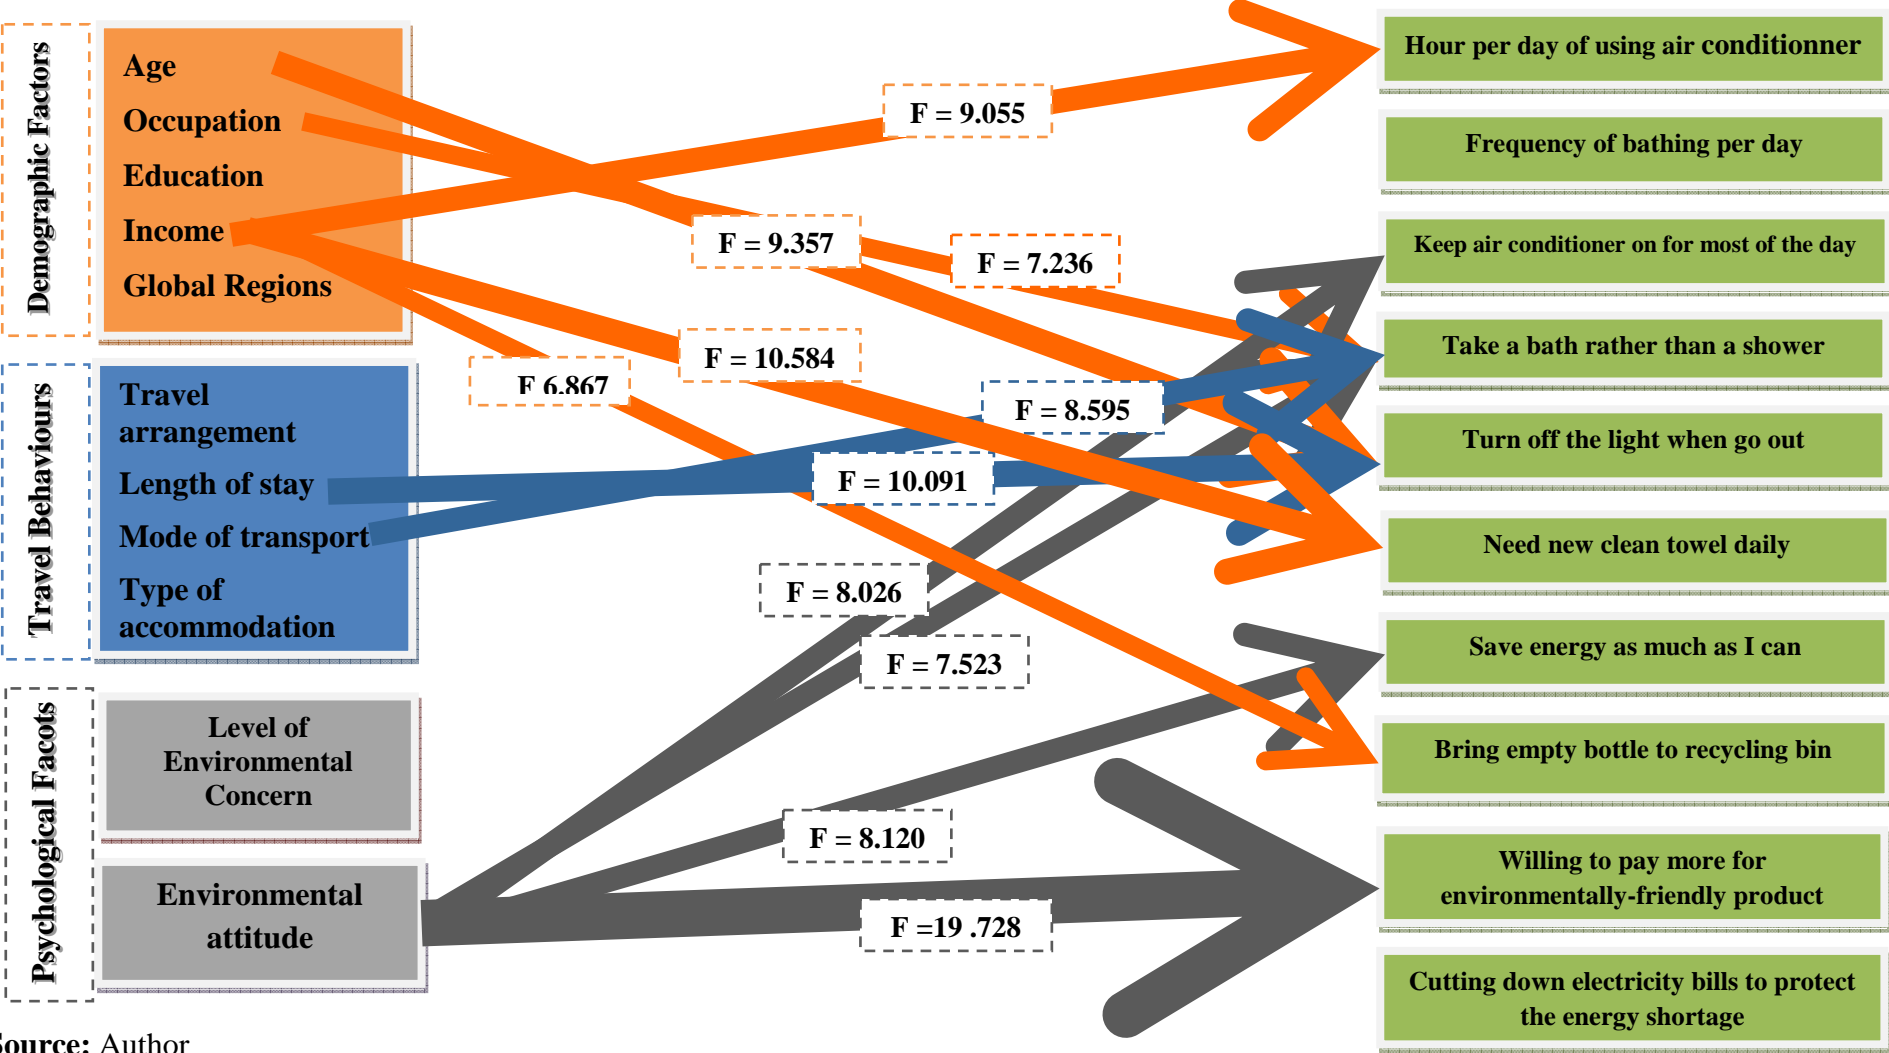 Demographic Factors
Age
Occupation
Education
Income
Global Regions
Travel Behaviours
Travel
arrangement
Length of stay
Mode of transport
Type of
accommodation
Psychological Facots
Level of
Environmental
Concern
Environmental
attitude
F = 9.055
F = 9.357
F = 7.236
F = 10.584
F 6.867
F = 8.595
F = 10.091
F = 8.026
F = 7.523
F = 8.120
F =19 .728
Hour per day of using air conditionner
Frequency of bathing per day
Keep air conditioner on for most of the day
Take a bath rather than a shower
Turn off the light when go out
Need new clean towel daily
Save energy as much as I can
Bring empty bottle to recycling bin
Willing to pay more for
environmentally-friendly product
Cutting down electricity bills to protect
the energy shortage
Source: Author